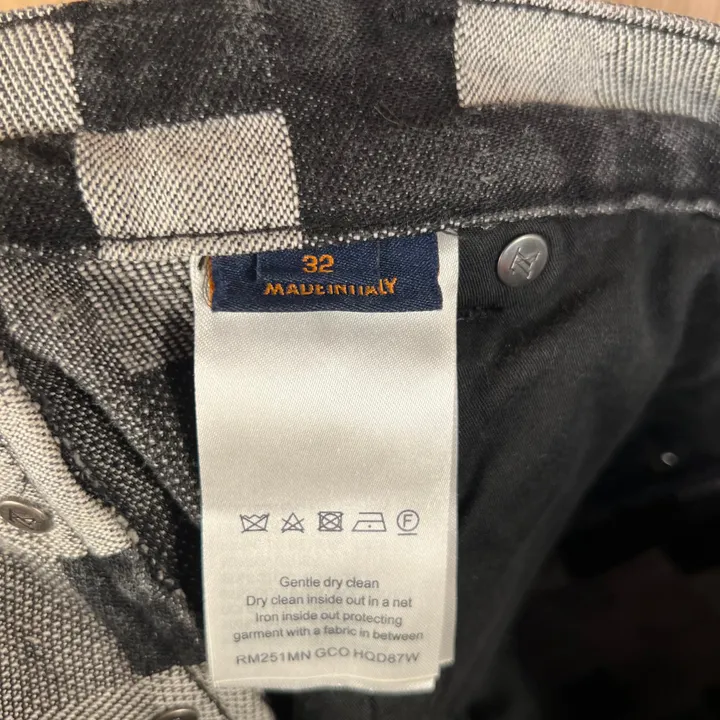 32
MADE IN ITALY
F
Gentle dry clean
Dry clean inside out in a net
Iron inside out protecting
garment with a fabric in between
RM251MN GCO HQD87W